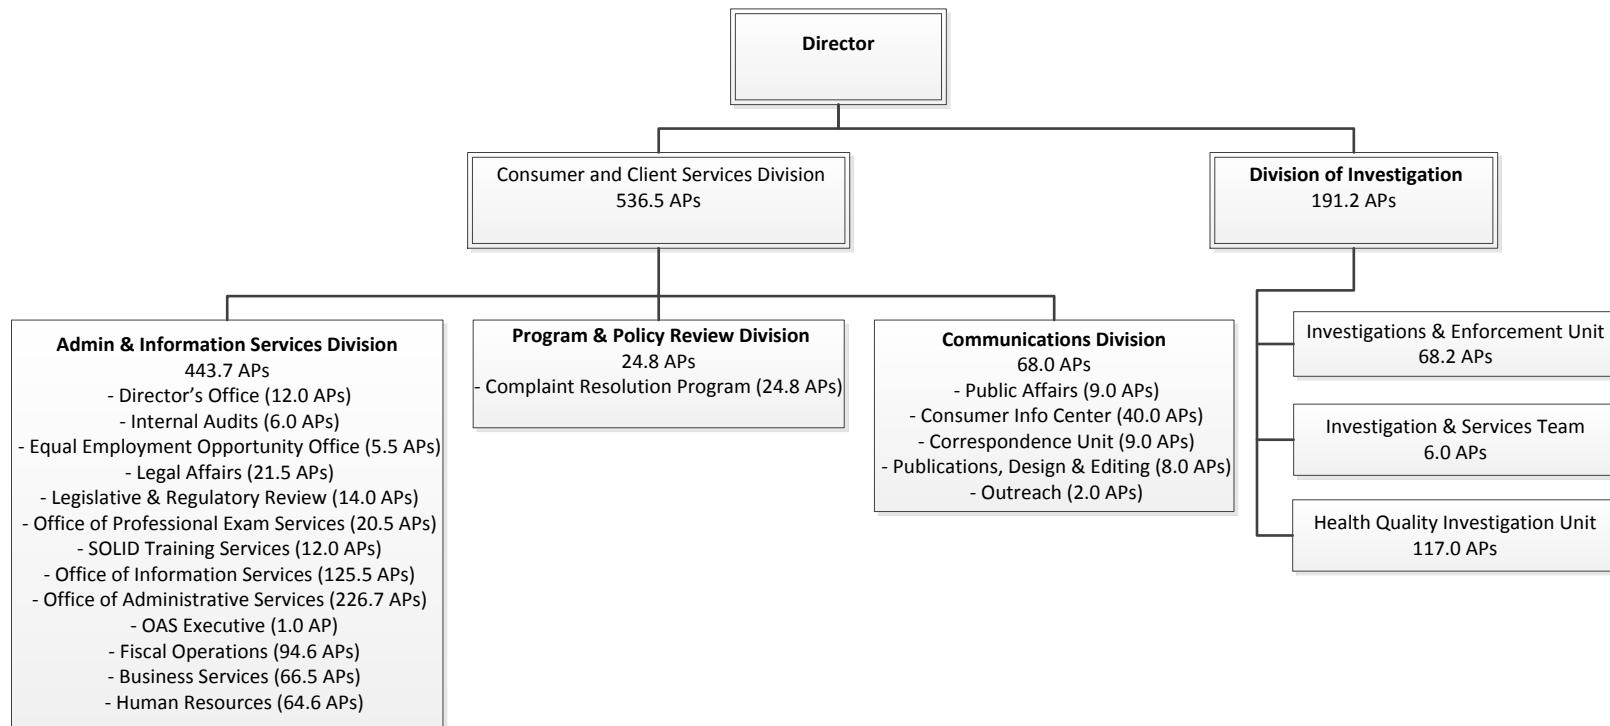 Director
Consumer and Client Services Division
536.5 APs
Division of Investigation
191.2 APs
Admin & Information Services Division
443.7 APs
- Director’s Office (12.0 APs)
- Internal Audits (6.0 APs)
- Equal Employment Opportunity Office (5.5 APs)
- Legal Affairs (21.5 APs)
- Legislative & Regulatory Review (14.0 APs)
- Office of Professional Exam Services (20.5 APs)
- SOLID Training Services (12.0 APs)
- Office of Information Services (125.5 APs)
- Office of Administrative Services (226.7 APs)
- OAS Executive (1.0 AP)
- Fiscal Operations (94.6 APs)
- Business Services (66.5 APs)
- Human Resources (64.6 APs)
Program & Policy Review Division
24.8 APs
- Complaint Resolution Program (24.8 APs)
Communications Division
68.0 APs
- Public Affairs (9.0 APs)
- Consumer Info Center (40.0 APs)
- Correspondence Unit (9.0 APs)
- Publications, Design & Editing (8.0 APs)
- Outreach (2.0 APs)
Investigations & Enforcement Unit
68.2 APs
Investigation & Services Team
6.0 APs
Health Quality Investigation Unit
117.0 APs